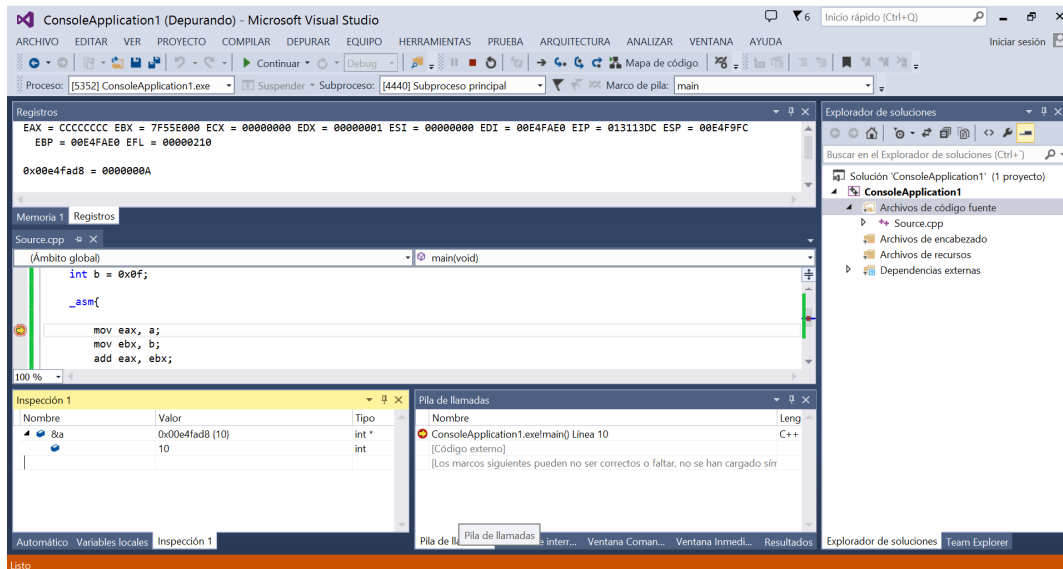 ConsoleApplication1 (Depurando) - Microsoft Visual Studio
6
Inicio rápido (Ctrl+Q)
ARCHIVO EDITAR VER PROYECTO COMPILAR DEPURAR EQUIPO HERRAMIENTAS PRUEBA ARQUITECTURA ANALIZAR VENTANA AYUDA
Iniciar sesión
Continuar Debug Mapa de código
Proceso: [5352] ConsoleApplication1.exe Suspender Subproceso: [4440] Subproceso principal Marco de pila: main
Registros
EAX = CCCCCCCC EBX = 7F55E000 ECX = 00000000 EDX = 00000001 ESI = 00000000 EDI = 00E4FAE0 EIP = 013113DC ESP = 00E4F9FC
EBP = 00E4FAE0 EFL = 00000210
0x00e4fad8 = 0000000A
Memoria 1 Registros
Source.cpp
(Ámbito global) main(void)
int b = 0x0f;
_asm{
mov eax, a;
mov ebx, b;
add eax, ebx;
100 %
Inspección 1
Nombre Valor Tipo
&a 0x00e4fad8 {10} int *
10 int
Automático Variables locales Inspección 1
Pila de llamadas
Nombre Leng
ConsoleApplication1.exe!main() Línea 10 C++
[Código externo]
[Los marcos siguientes pueden no ser correctos o faltar, no se han cargado sín
Pila de llamadas
Pila de ll e interr... Ventana Coman... Ventana Inmedi... Resultados
Explorador de soluciones
Buscar en el Explorador de soluciones (Ctrl+`)
Solución 'ConsoleApplication1' (1 proyecto)
ConsoleApplication1
Archivos de código fuente
Source.cpp
Archivos de encabezado
Archivos de recursos
Dependencias externas
Explorador de soluciones Team Explorer
Listo